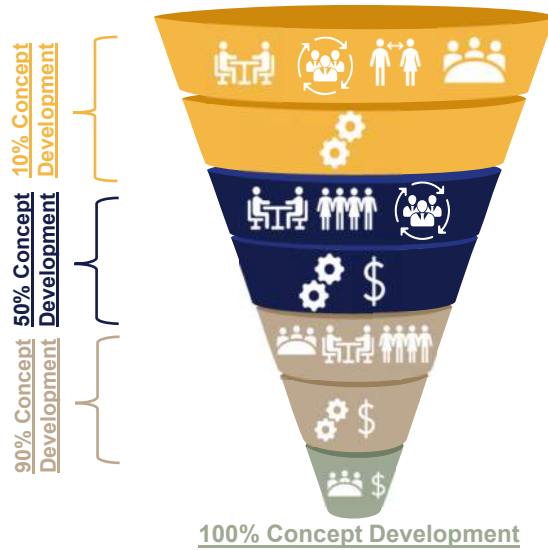 10% Concept
Development
50% Concept
Development
$
90% Concept
Development
$
$
100% Concept Development